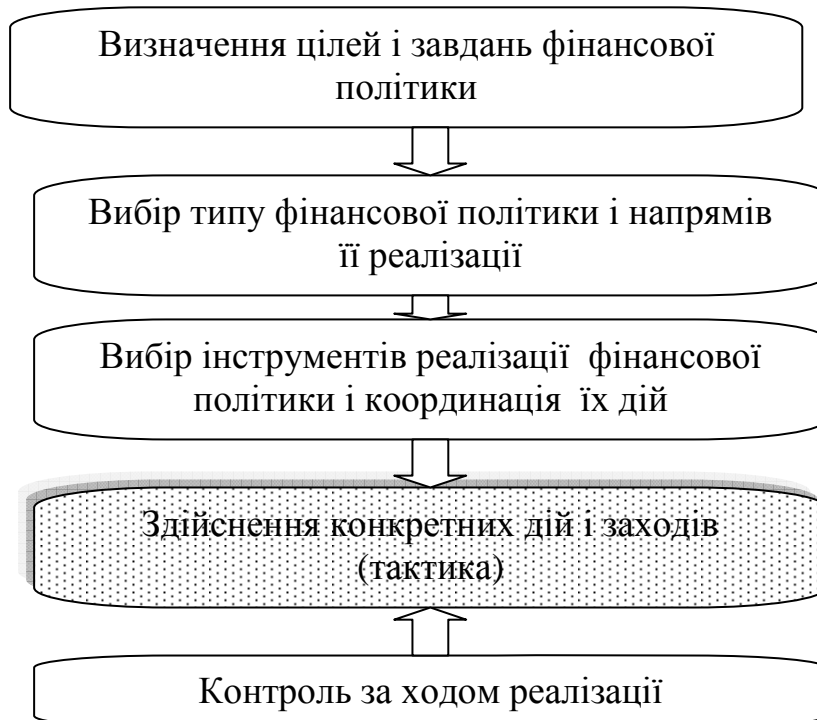 Визначення цілей і завдань фінансової
політики
Вибір типу фінансової політики і напрямів
її реалізації
Вибір інструментів реалізації фінансової
політики і координація їх дій
Здійснення конкретних дій і заходів
(тактика)
Контроль за ходом реалізації